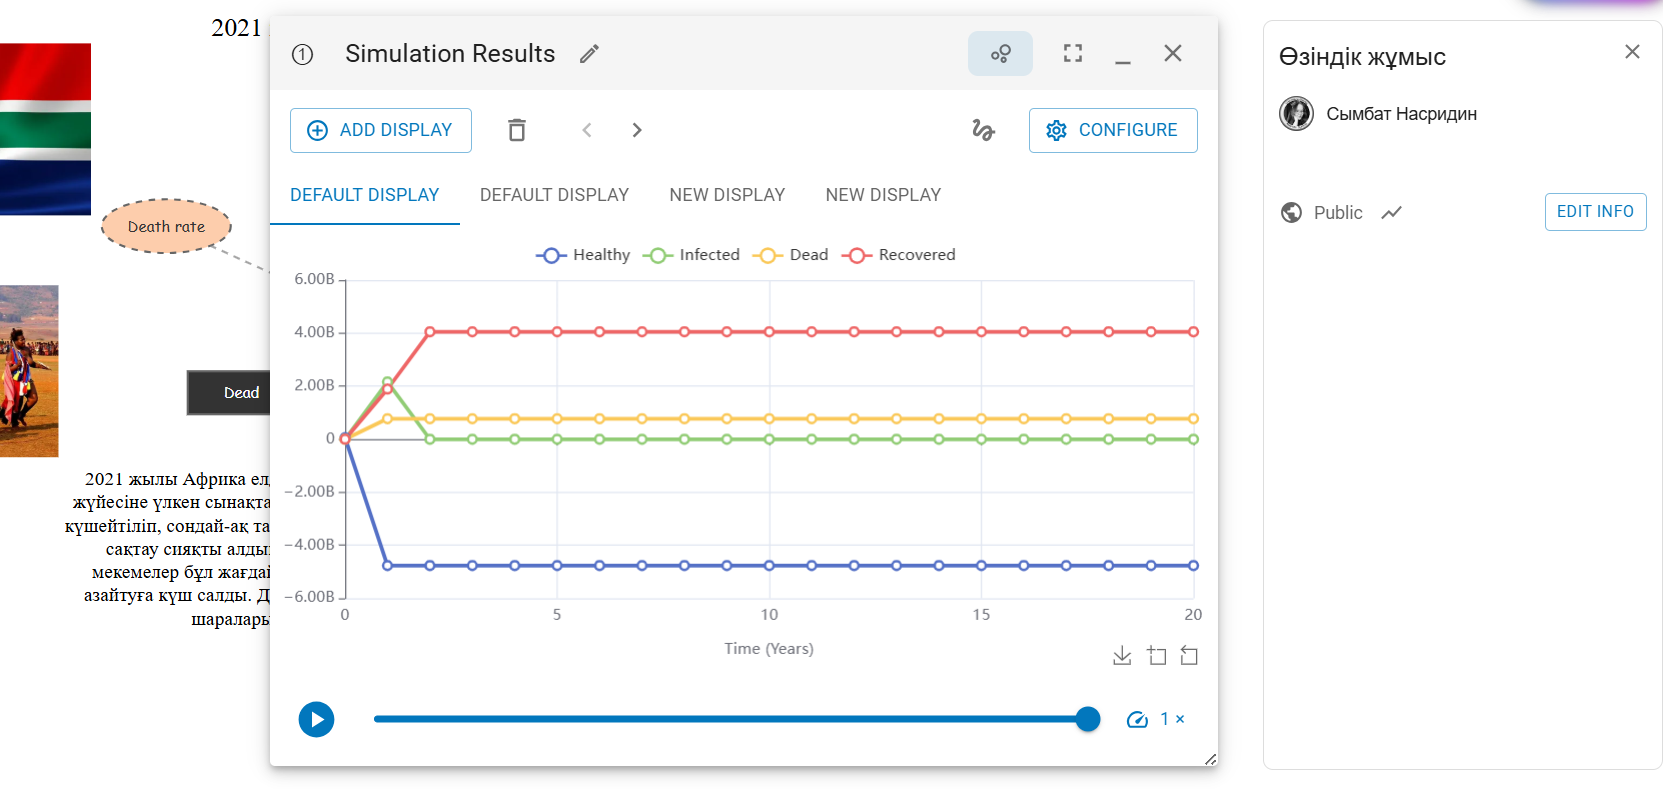 2021
Death rate
Dead
2021 жылы Африка ел
жүйесіне үлкен сынақта
күшейтіліп, сондай-ақ та
сақтау сияқты алды
мекемелер бұл жағдай
азайтуға күш салды. Д
шаралары
1 Simulation Results
ADD DISPLAY
CONFIGURE
DEFAULT DISPLAY DEFAULT DISPLAY NEW DISPLAY NEW DISPLAY
Healthy Infected Dead Recovered
6.00B
4.00B
2.00B
0
−2.00B
−4.00B
−6.00B
0 5 10 15 20
Time (Years)
1 ×
Өзіндік жұмыс
Сымбат Насридин
Public
EDIT INFO